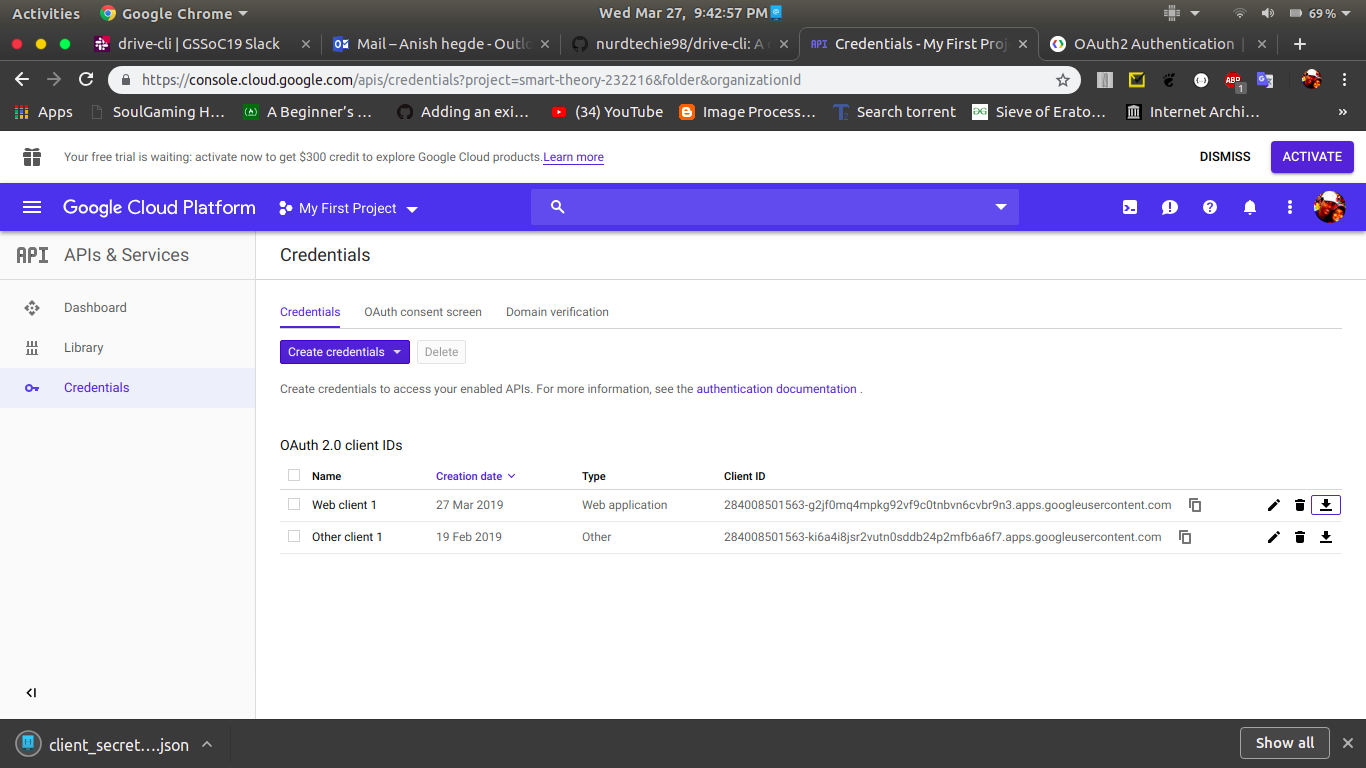 Activities Google Chrome Wed Mar 27, 9:42:57 PM 69 %
drive-cli | GSSoC19 Slack Mail – Anish hegde - Outlo nurdtechie98/drive-cli: A c API Credentials - My First Proj OAuth2 Authentication |
https://console.cloud.google.com/apis/credentials?project=smart-theory-232216&folder&organizationId ABP 1
Apps SoulGaming H... A Beginner's ... Adding an exi... (34) YouTube Image Process... Search torrent Sieve of Erato... Internet Archi... »
Your free trial is waiting: activate now to get $300 credit to explore Google Cloud products. Learn more DISMISS ACTIVATE
Google Cloud Platform My First Project
API APIs & Services Credentials
Dashboard
Library
Credentials
Credentials OAuth consent screen Domain verification
Create credentials Delete
Create credentials to access your enabled APIs. For more information, see the authentication documentation .
OAuth 2.0 client IDs
Name Creation date Type Client ID
Web client 1 27 Mar 2019 Web application 284008501563-g2jf0mq4mpkg92vf9c0tnbvn6cvbr9n3.apps.googleusercontent.com
Other client 1 19 Feb 2019 Other 284008501563-ki6a4i8jsr2vutn0sddb24p2mfb6a6f7.apps.googleusercontent.com
client_secret....json Show all